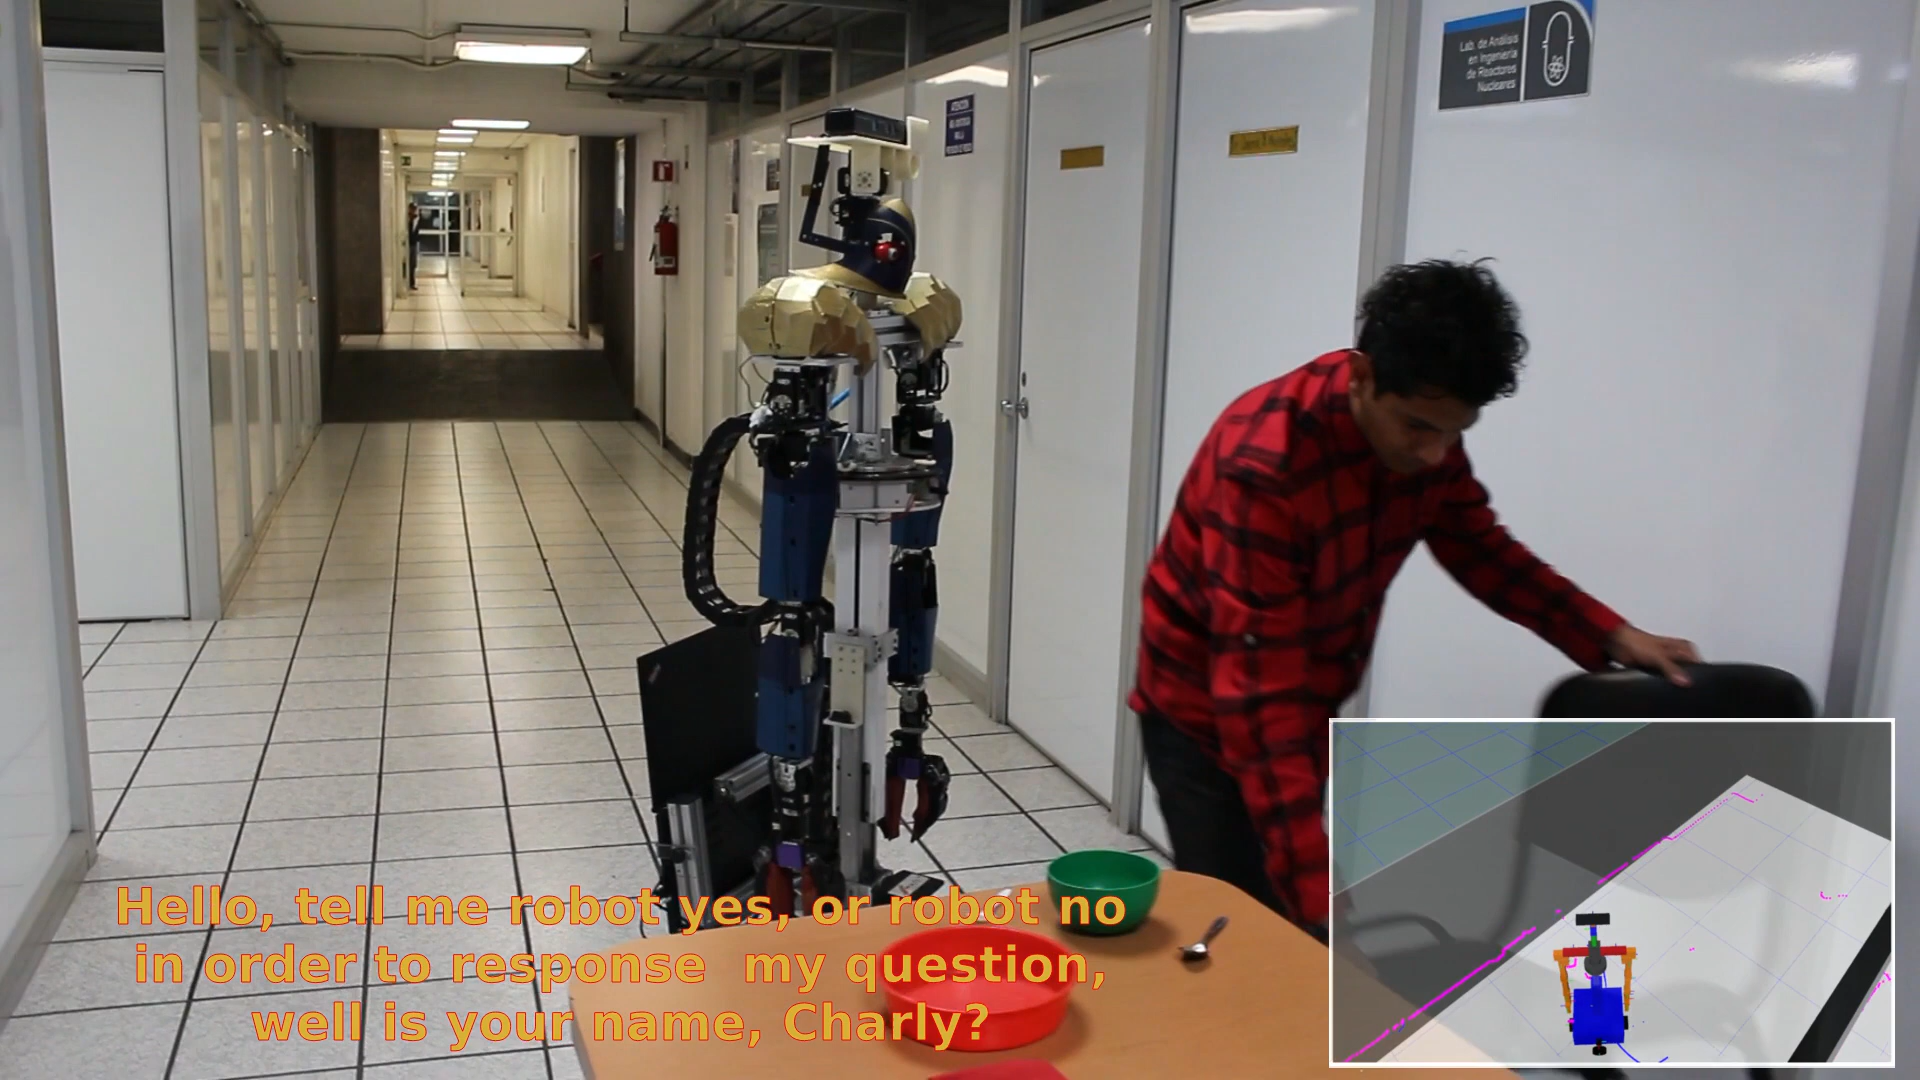 Lab. de Análisis
en Ingeniería
de Reactores
Nucleares
ATENCION
Hello, tell me robot yes, or robot no
in order to response my question,
well is your name, Charly?